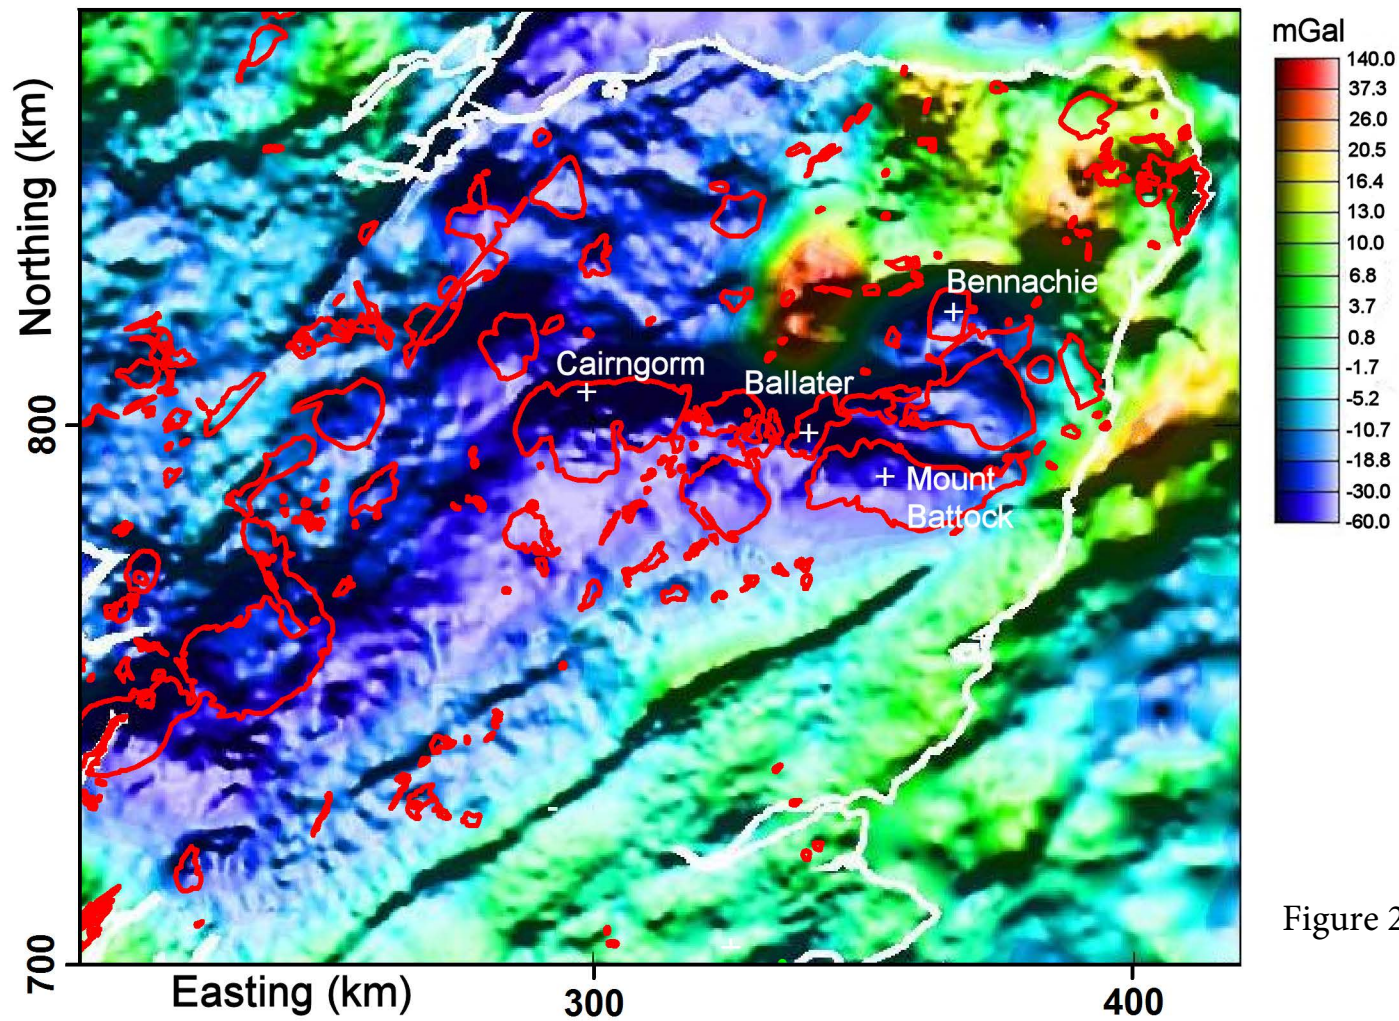 mGal
140.0
37.3
26.0
20.5
16.4
13.0
10.0
6.8
3.7
0.8
-1.7
-5.2
-10.7
-18.8
-30.0
-60.0
Northing (km)
800
700
Bennachie
Cairngorm
Ballater
Mount
Battock
Easting (km)
300
400
Figure 2